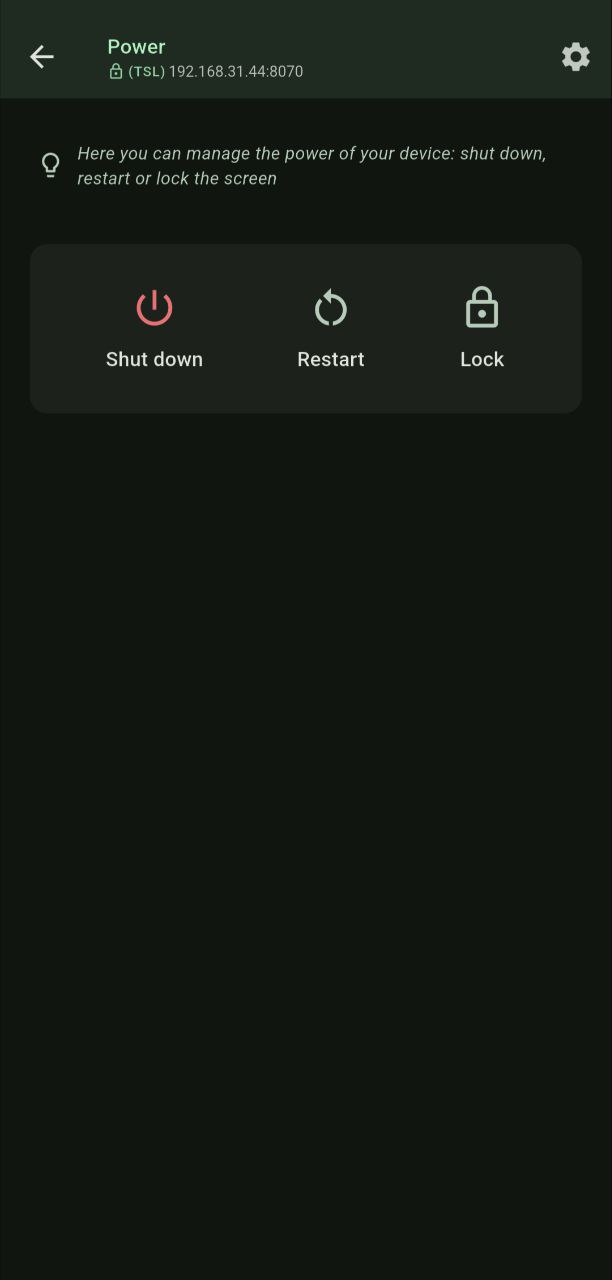 Power
(TSL) 192.168.31.44:8070
Here you can manage the power of your device: shut down,
restart or lock the screen
Shut down
Restart
Lock